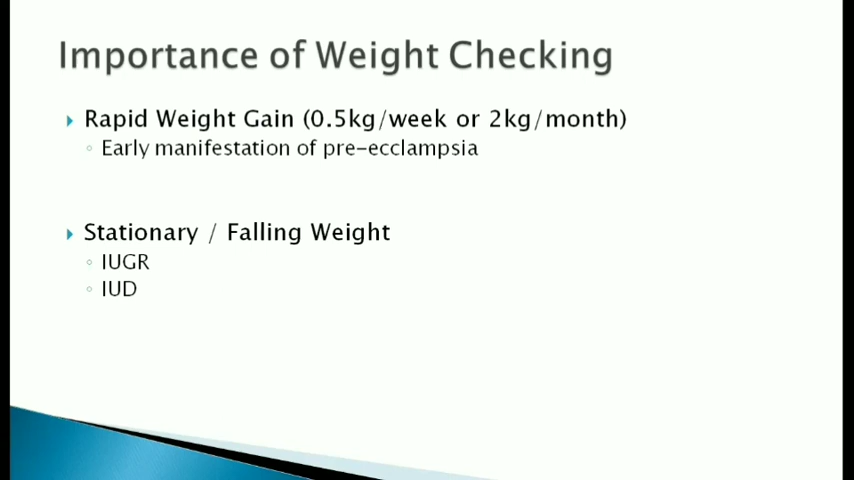 Importance of Weight Checking
Rapid Weight Gain (0.5kg/week or 2kg/month)
Early manifestation of pre-ecclampsia
Stationary / Falling Weight
IUGR
IUD